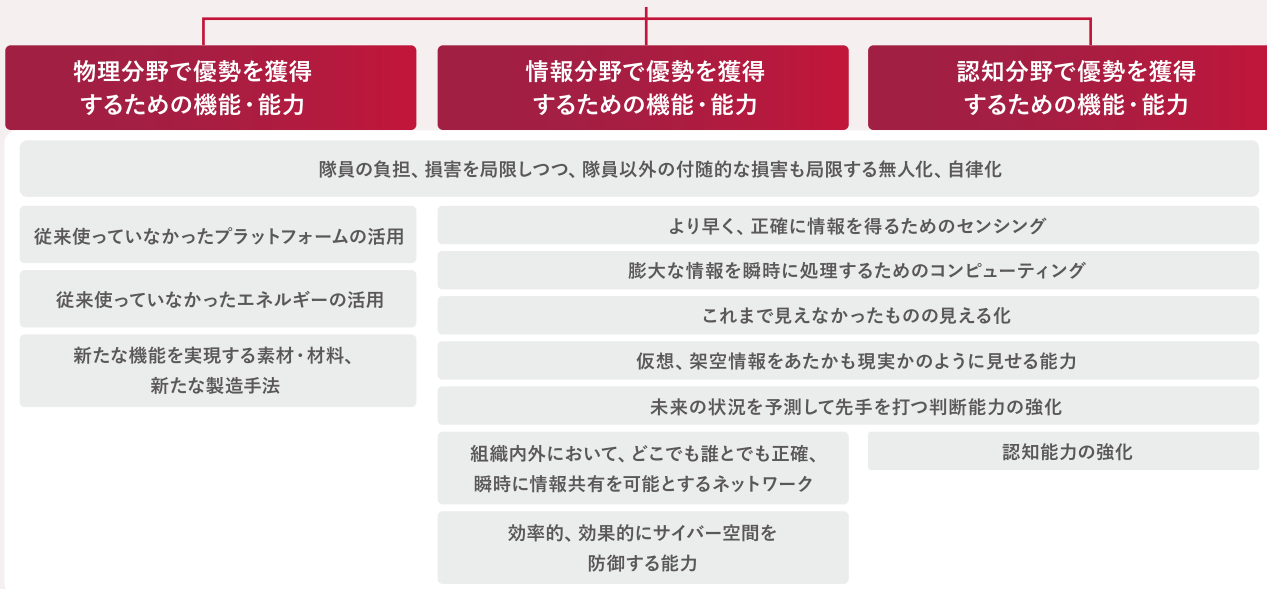 物理分野で優勢を獲得
するための機能・能力
情報分野で優勢を獲得
するための機能・能力
認知分野で優勢を獲得
するための機能・能力
隊員の負担、損害を局限しつつ、隊員以外の付随的な損害も局限する無人化、自律化
従来使っていなかったプラットフォームの活用
従来使っていなかったエネルギーの活用
新たな機能を実現する素材・材料、
新たな製造手法
より早く、正確に情報を得るためのセンシング
膨大な情報を瞬時に処理するためのコンピューティング
これまで見えなかったものの見える化
仮想、架空情報をあたかも現実かのように見せる能力
未来の状況を予測して先手を打つ判断能力の強化
組織内外において、どこでも誰とでも正確、
瞬時に情報共有を可能とするネットワーク
効率的、効果的にサイバー空間を
防御する能力
認知能力の強化